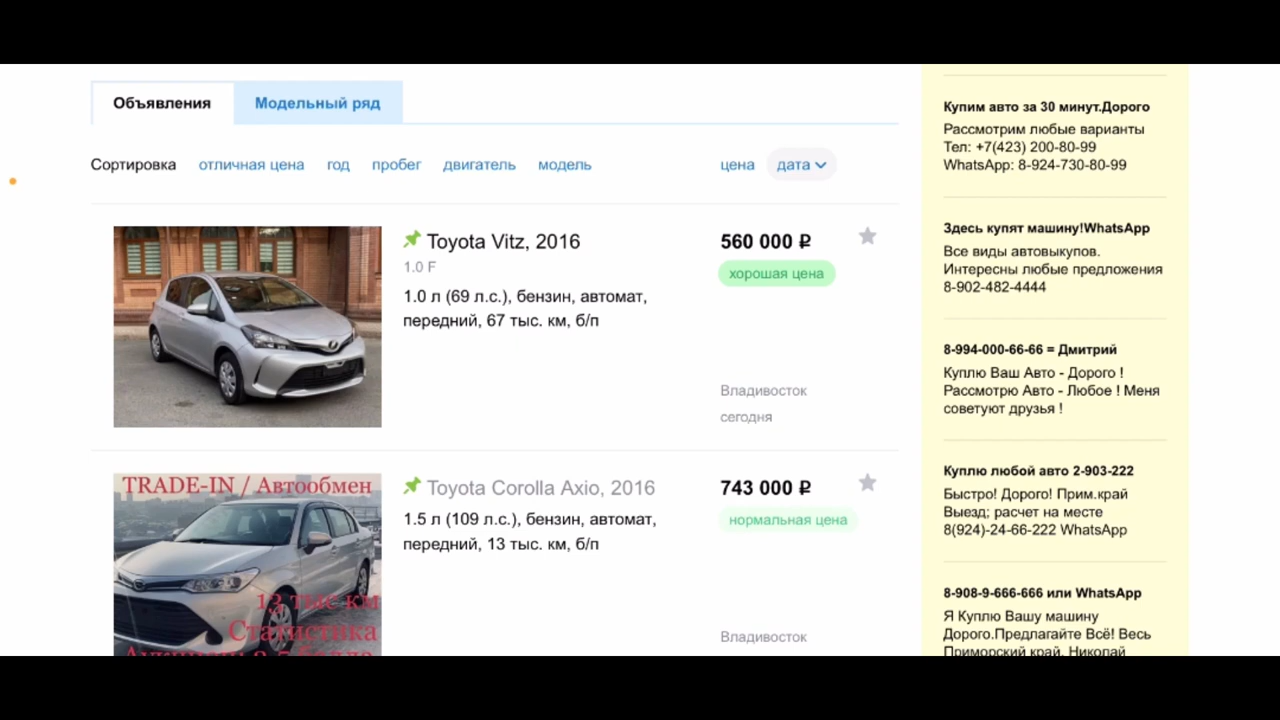 Объявления
Модельный ряд
Сортировка отличная цена год пробег двигатель модель цена дата
Toyota Vitz, 2016
1.0 F
1.0 л (69 л.с.), бензин, автомат,
передний, 67 тыс. км, б/п
560 000 ₽
хорошая цена
Владивосток
сегодня
TRADE-IN / Автообмен
13 тыс км
Статистика
Toyota Corolla Axio, 2016
1.5 л (109 л.с.), бензин, автомат,
передний, 13 тыс. км, б/п
743 000 ₽
нормальная цена
Владивосток
Купим авто за 30 минут.Дорого
Рассмотрим любые варианты
Тел: +7(423) 200-80-99
WhatsApp: 8-924-730-80-99
Здесь купят машину!WhatsApp
Все виды автовыкупов.
Интересны любые предложения
8-902-482-4444
8-994-000-66-66 = Дмитрий
Куплю Ваш Авто - Дорого !
Рассмотрю Авто - Любое ! Меня
советуют друзья !
Куплю любой авто 2-903-222
Быстро! Дорого! Прим.край
Выезд; расчет на месте
8(924)-24-66-222 WhatsApp
8-908-9-666-666 или WhatsApp
Я Куплю Вашу машину
Дорого.Предлагайте Всё! Весь
Приморский край. Николай